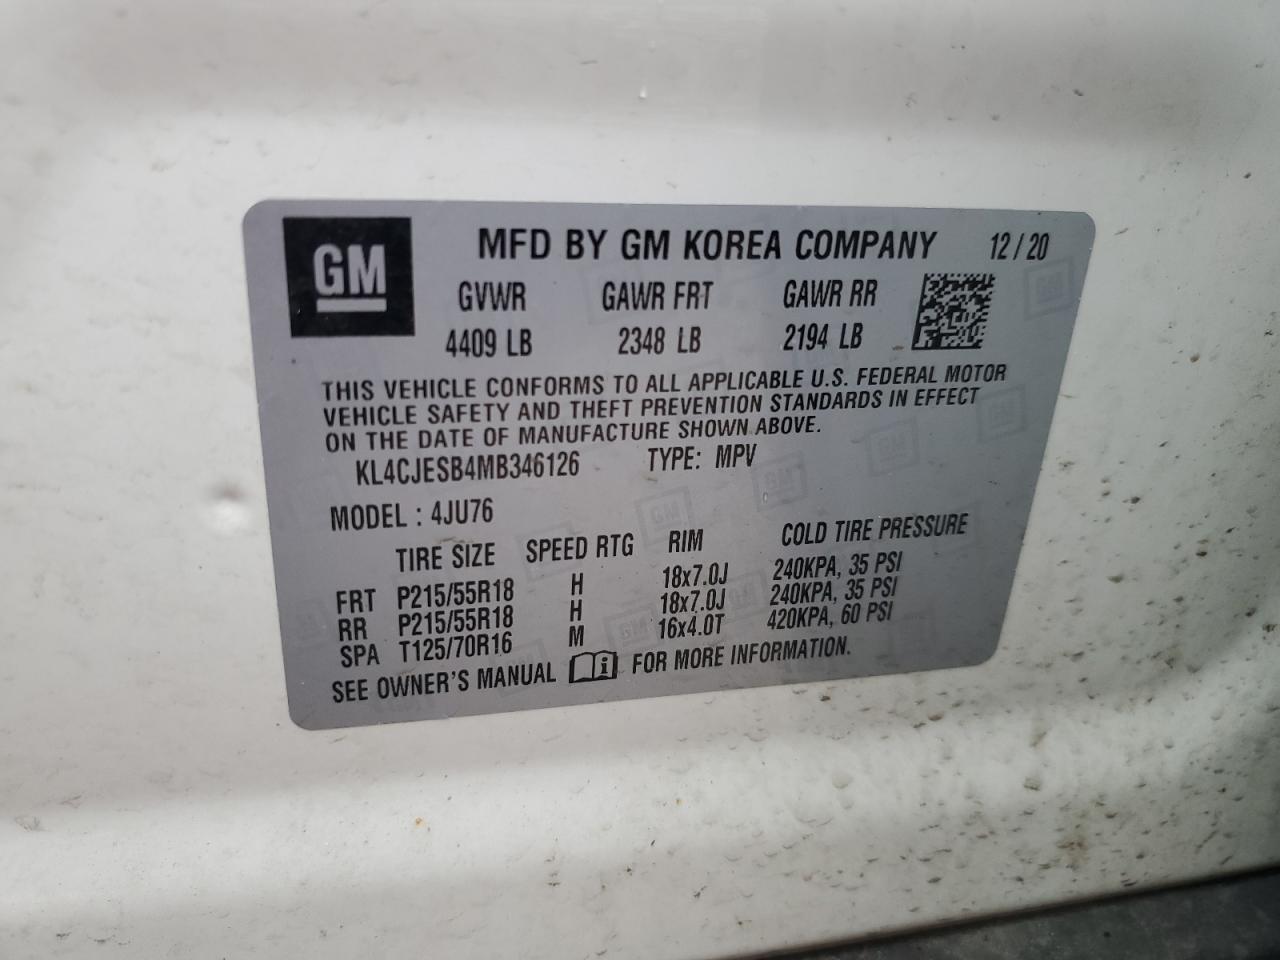 GM
MFD BY GM KOREA COMPANY 12/20
GVWR GAWR FRT GAWR RR
4409 LB 2348 LB 2194 LB
THIS VEHICLE CONFORMS TO ALL APPLICABLE U.S. FEDERAL MOTOR
VEHICLE SAFETY AND THEFT PREVENTION STANDARDS IN EFFECT
ON THE DATE OF MANUFACTURE SHOWN ABOVE.
KL4CJESB4MB346126 TYPE: MPV
MODEL : 4JU76
TIRE SIZE SPEED RTG RIM COLD TIRE PRESSURE
FRT P215/55R18 H 18x7.0J 240KPA, 35 PSI
RR P215/55R18 H 18x7.0J 240KPA, 35 PSI
SPA T125/70R16 M 16x4.0T 420KPA, 60 PSI
SEE OWNER'S MANUAL FOR MORE INFORMATION.